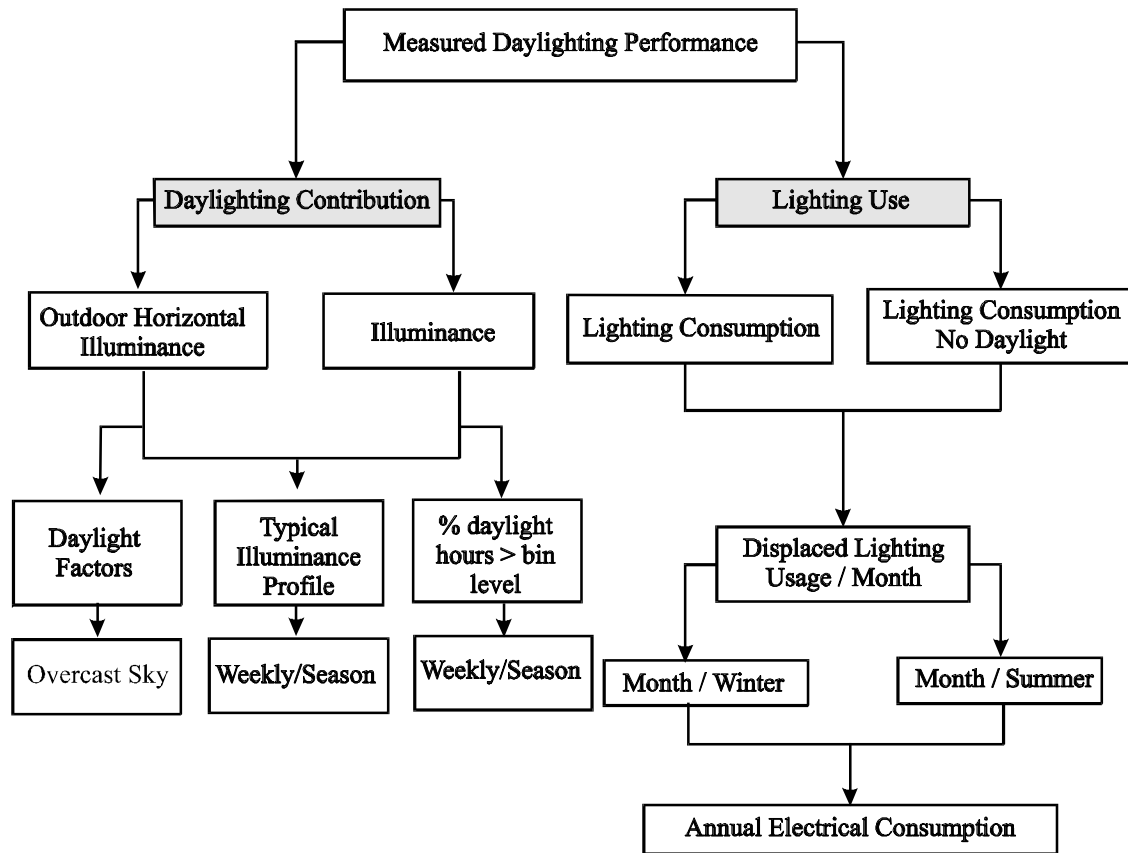 Measured Daylighting Performance
Daylighting Contribution
Lighting Use
Outdoor Horizontal
Illuminance
Illuminance
Lighting Consumption
Lighting Consumption
No Daylight
Daylight
Factors
Typical
Illuminance
Profile
% daylight
hours > bin
level
Displaced Lighting
Usage / Month
Overcast Sky
Weekly/Season
Weekly/Season
Month / Winter
Month / Summer
Annual Electrical Consumption